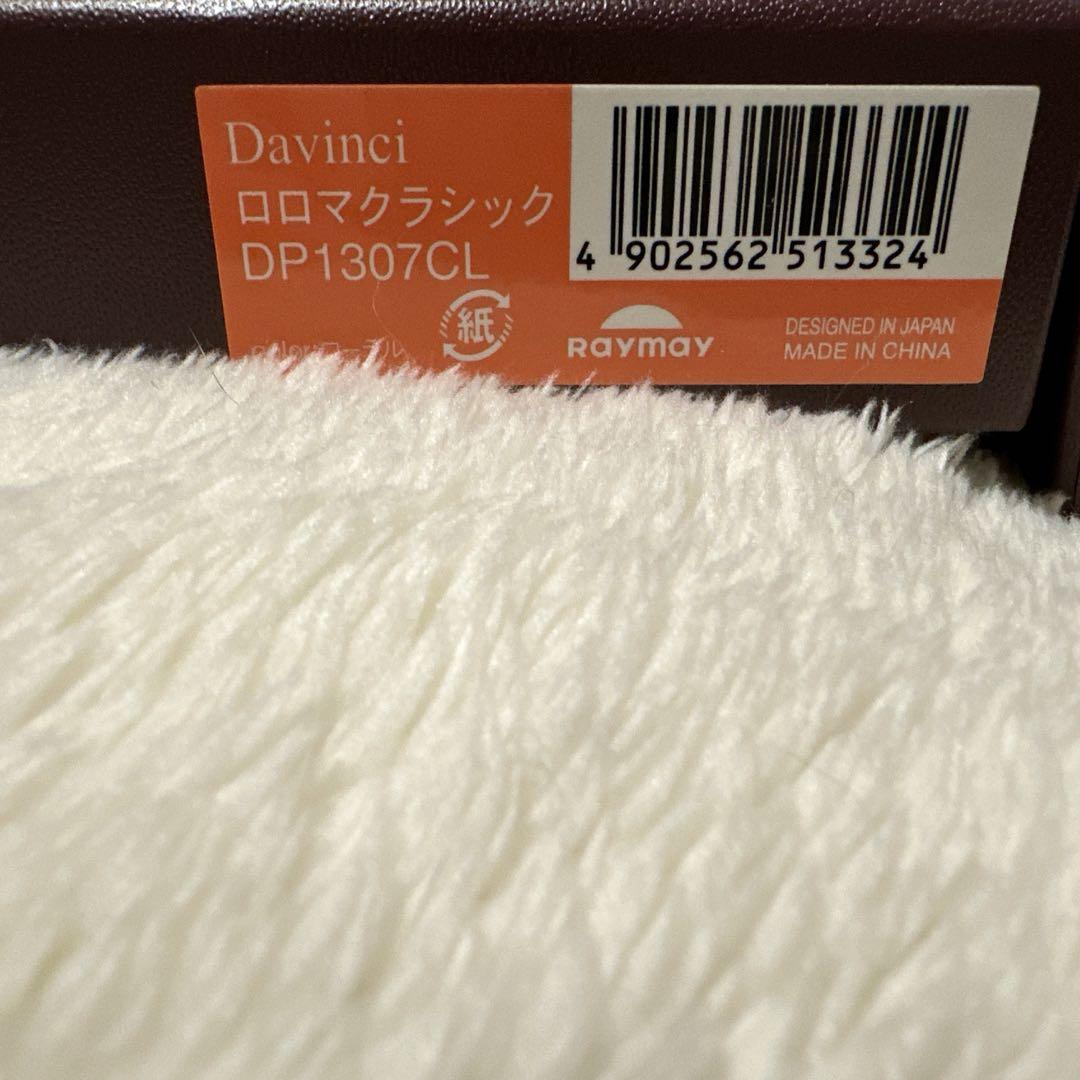 Davinci
ロロマクラシック
DP1307CL
4 902562 513324
紙
Raymay
DESIGNED IN JAPAN
MADE IN CHINA